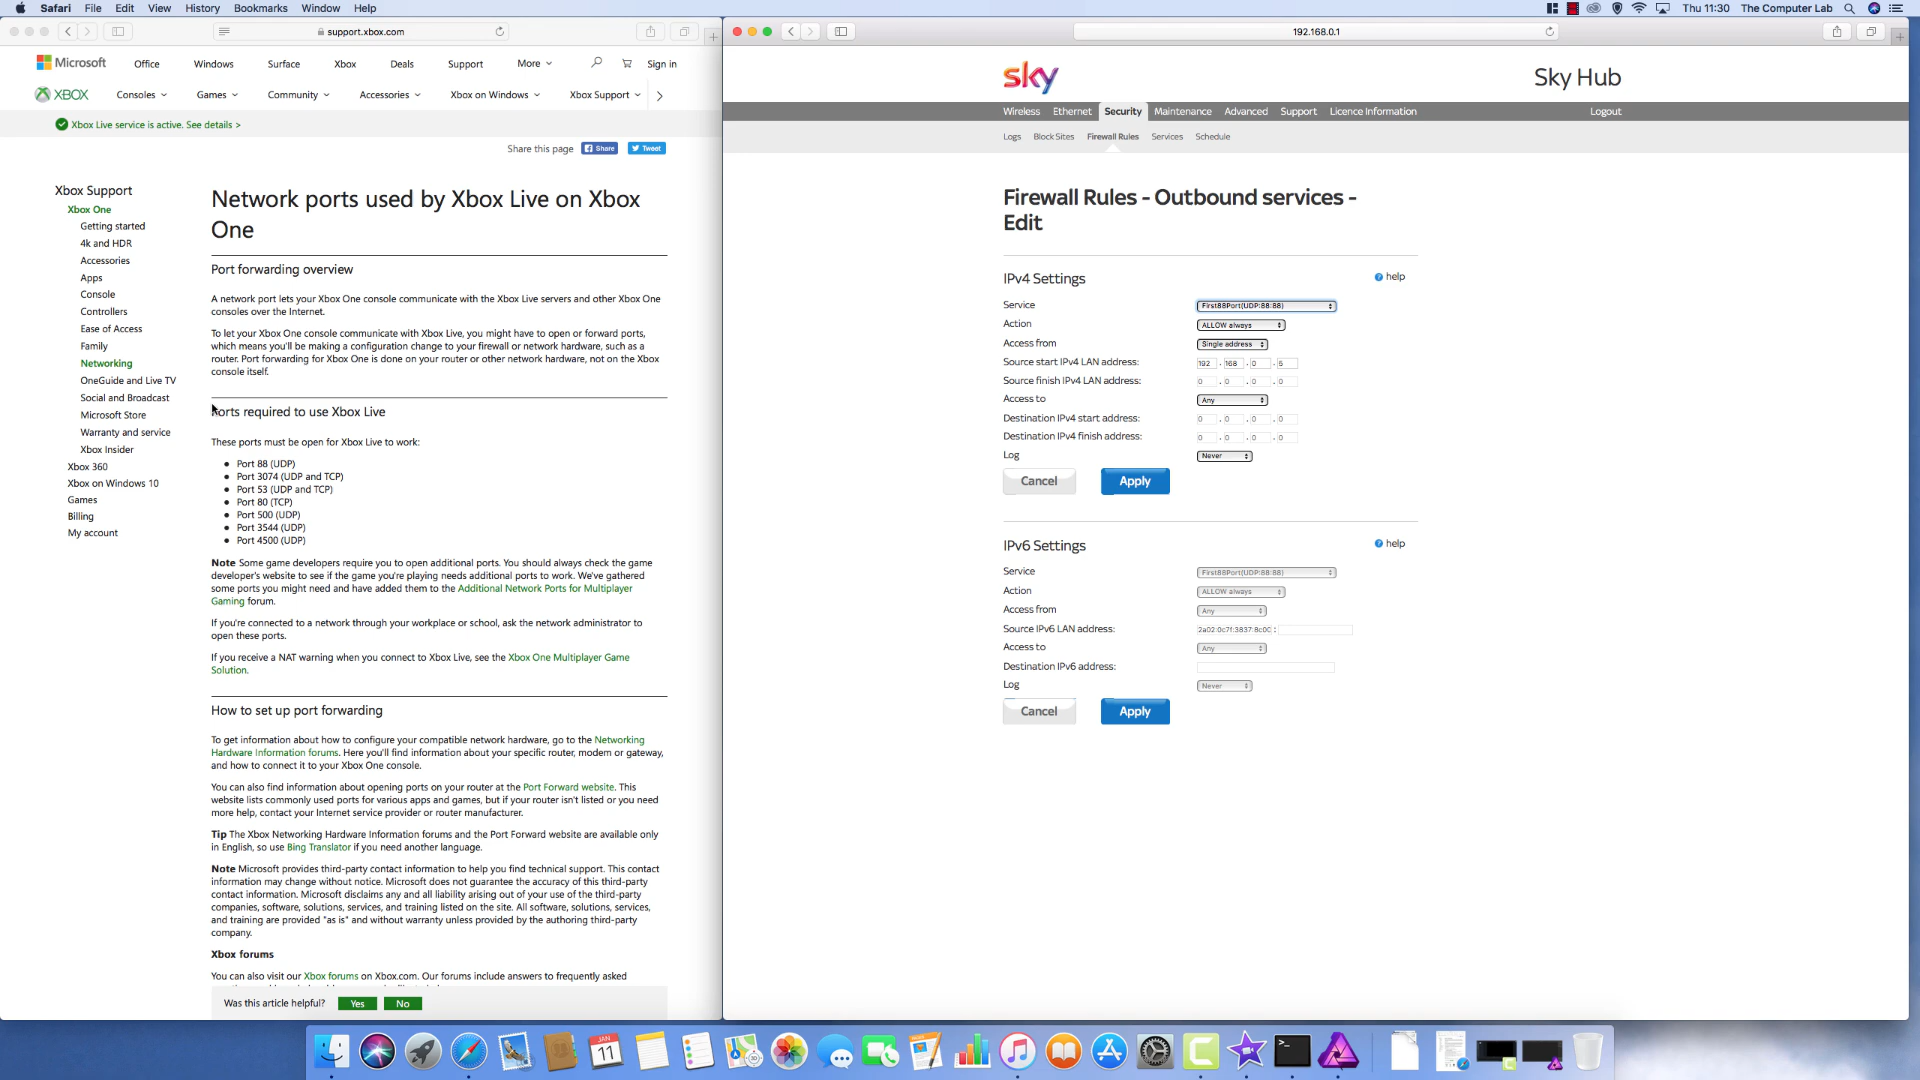 Safari File Edit View History Bookmarks Window Help
Thu 11:30 The Computer Lab
support.xbox.com
Microsoft Office Windows Surface Xbox Deals Support More Sign in
XBOX Consoles Games Community Accessories Xbox on Windows Xbox Support
Xbox Live service is active. See details >
Share this page Share Tweet
Xbox Support
Xbox One
Getting started
4k and HDR
Accessories
Apps
Console
Controllers
Ease of Access
Family
Networking
OneGuide and Live TV
Social and Broadcast
Microsoft Store
Warranty and service
Xbox Insider
Xbox 360
Xbox on Windows 10
Games
Billing
My account
Network ports used by Xbox Live on Xbox
One
Port forwarding overview
A network port lets your Xbox One console communicate with the Xbox Live servers and other Xbox One
consoles over the Internet.
To let your Xbox One console communicate with Xbox Live, you might have to open or forward ports,
which means you'll be making a configuration change to your firewall or network hardware, such as a
router. Port forwarding for Xbox One is done on your router or other network hardware, not on the Xbox
console itself.
Ports required to use Xbox Live
These ports must be open for Xbox Live to work:
• Port 88 (UDP)
• Port 3074 (UDP and TCP)
• Port 53 (UDP and TCP)
• Port 80 (TCP)
• Port 500 (UDP)
• Port 3544 (UDP)
• Port 4500 (UDP)
Note Some game developers require you to open additional ports. You should always check the game
developer's website to see if the game you're playing needs additional ports to work. We've gathered
some ports you might need and have added them to the Additional Network Ports for Multiplayer
Gaming forum.
If you're connected to a network through your workplace or school, ask the network administrator to
open these ports.
If you receive a NAT warning when you connect to Xbox Live, see the Xbox One Multiplayer Game
Solution.
How to set up port forwarding
To get information about how to configure your compatible network hardware, go to the Networking
Hardware Information forums. Here you'll find information about your specific router, modem or gateway,
and how to connect it to your Xbox One console.
You can also find information about opening ports on your router at the Port Forward website. This
website lists commonly used ports for various apps and games, but if your router isn't listed or you need
more help, contact your Internet service provider or router manufacturer.
Tip The Xbox Networking Hardware Information forums and the Port Forward website are available only
in English, so use Bing Translator if you need another language.
Note Microsoft provides third-party contact information to help you find technical support. This contact
information may change without notice. Microsoft does not guarantee the accuracy of this third-party
contact information. Microsoft disclaims any and all liability arising out of your use of the third-party
companies, software, solutions, services, and training listed on the site. All software, solutions, services,
and training are provided "as is" and without warranty unless provided by the authoring third-party
company.
Xbox forums
You can also visit our Xbox forums on Xbox.com. Our forums include answers to frequently asked
Was this article helpful? Yes No
192.168.0.1
sky Sky Hub
Wireless Ethernet Security Maintenance Advanced Support Licence Information Logout
Logs Block Sites Firewall Rules Services Schedule
Firewall Rules - Outbound services -
Edit
IPv4 Settings help
Service First88Port(UDP:88:88)
Action ALLOW always
Access from Single address
Source start IPv4 LAN address: 192 . 168 . 0 . 5
Source finish IPv4 LAN address: 0 . 0 . 0 . 0
Access to Any
Destination IPv4 start address: 0 . 0 . 0 . 0
Destination IPv4 finish address: 0 . 0 . 0 . 0
Log Never
Cancel Apply
IPv6 Settings help
Service First88Port(UDP:88:88)
Action ALLOW always
Access from Any
Source IPv6 LAN address: 2a02:0c7f:3837:8c00 :
Access to Any
Destination IPv6 address:
Log Never
Cancel Apply
JAN
11